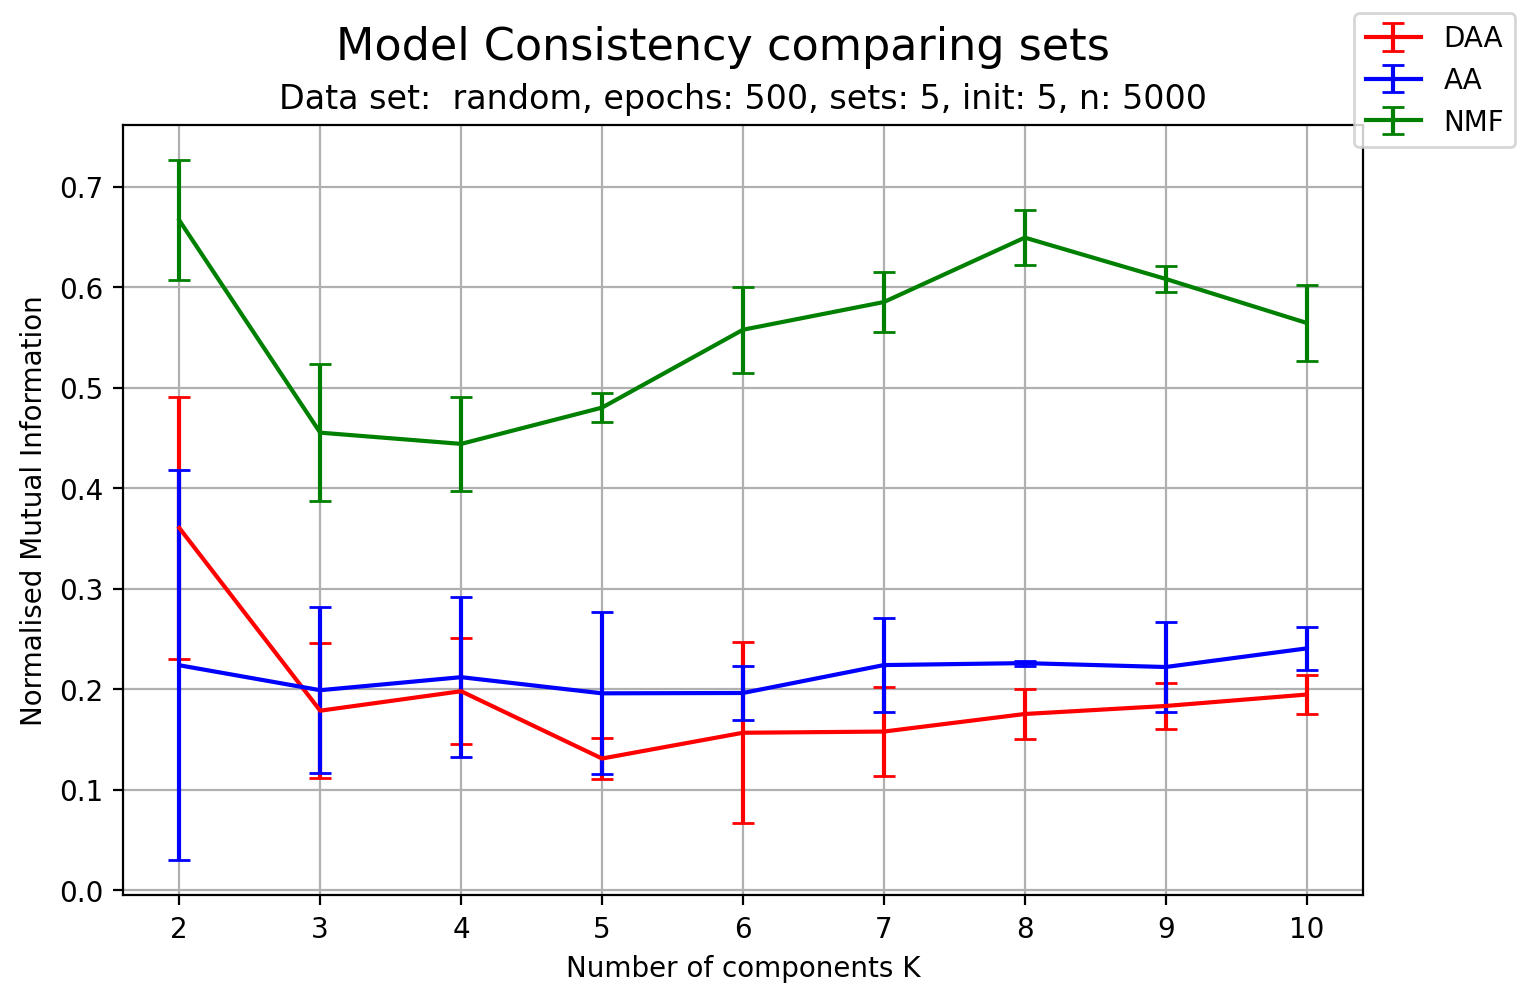 Model Consistency comparing sets
Data set:  random, epochs: 500, sets: 5, init: 5, n: 5000
DAA
AA
NMF
Normalised Mutual Information
0.7
0.6
0.5
0.4
0.3
0.2
0.1
0.0
2 3 4 5 6 7 8 9 10
Number of components K